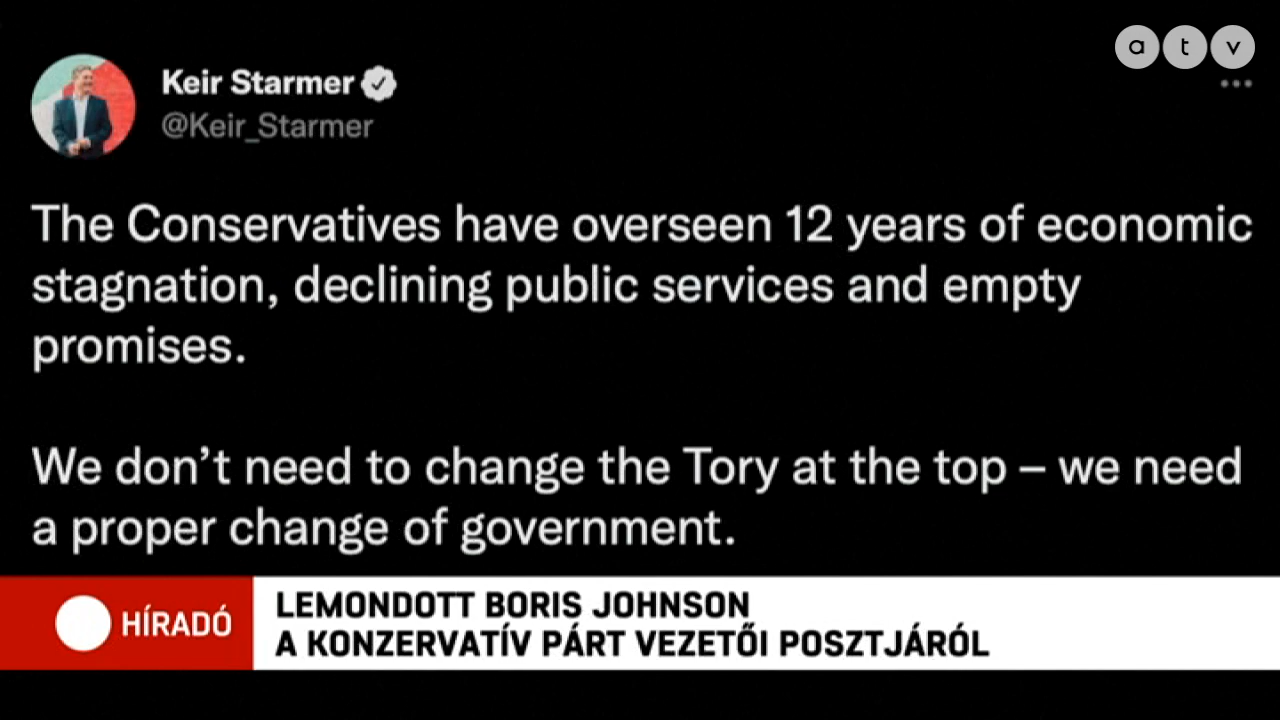 a t v
Keir Starmer
@Keir_Starmer
The Conservatives have overseen 12 years of economic
stagnation, declining public services and empty
promises.
We don’t need to change the Tory at the top – we need
a proper change of government.
HÍRADÓ
LEMONDOTT BORIS JOHNSON
A KONZERVATÍV PÁRT VEZETŐI POSZTJÁRÓL